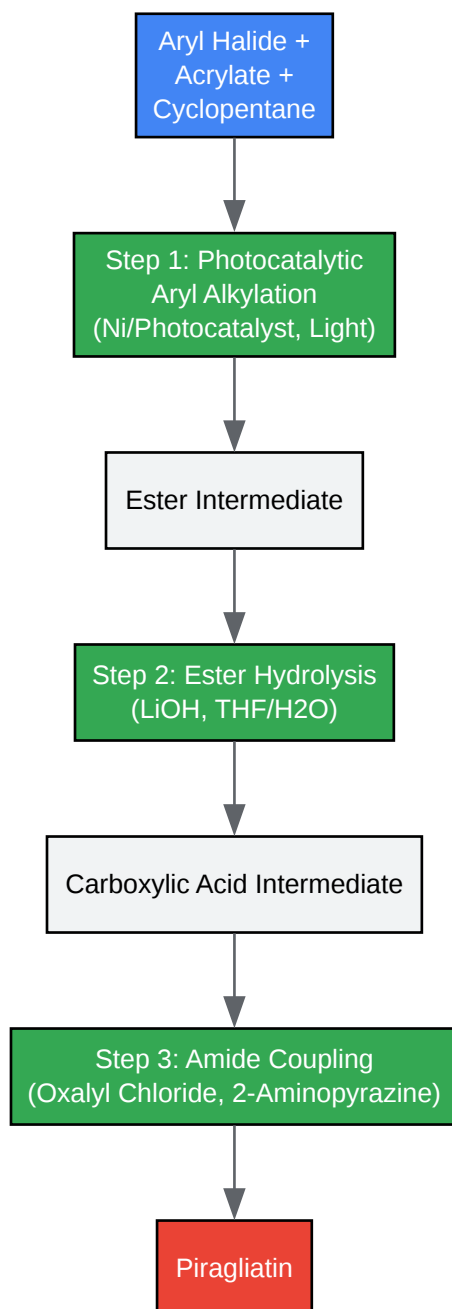 Aryl Halide +
Acrylate +
Cyclopentane
Step 1: Photocatalytic
Aryl Alkylation
(Ni/Photocatalyst, Light)
Ester Intermediate
Step 2: Ester Hydrolysis
(LiOH, THF/H2O)
Carboxylic Acid Intermediate
Step 3: Amide Coupling
(Oxalyl Chloride, 2-Aminopyrazine)
Piragliatin